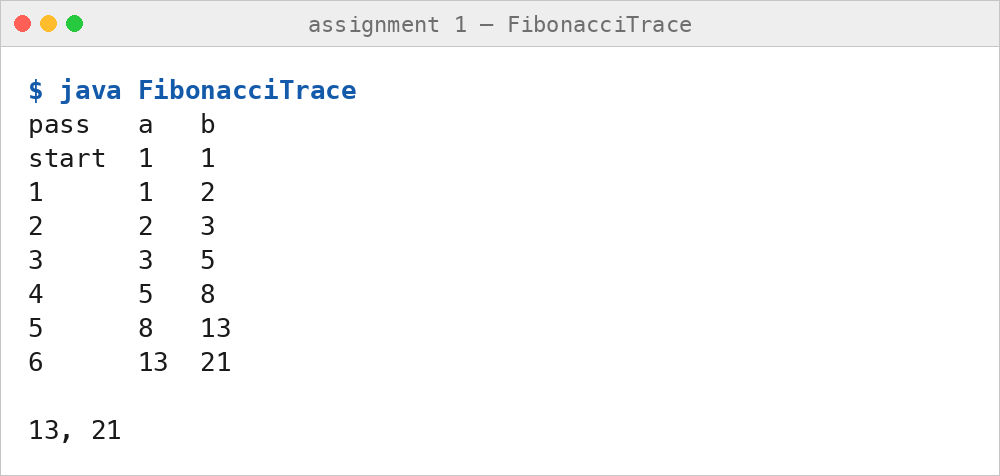 assignment 1 — FibonacciTrace
$ java FibonacciTrace
pass   a   b
start  1   1
1      1   2
2      2   3
3      3   5
4      5   8
5      8   13
6      13  21
13, 21